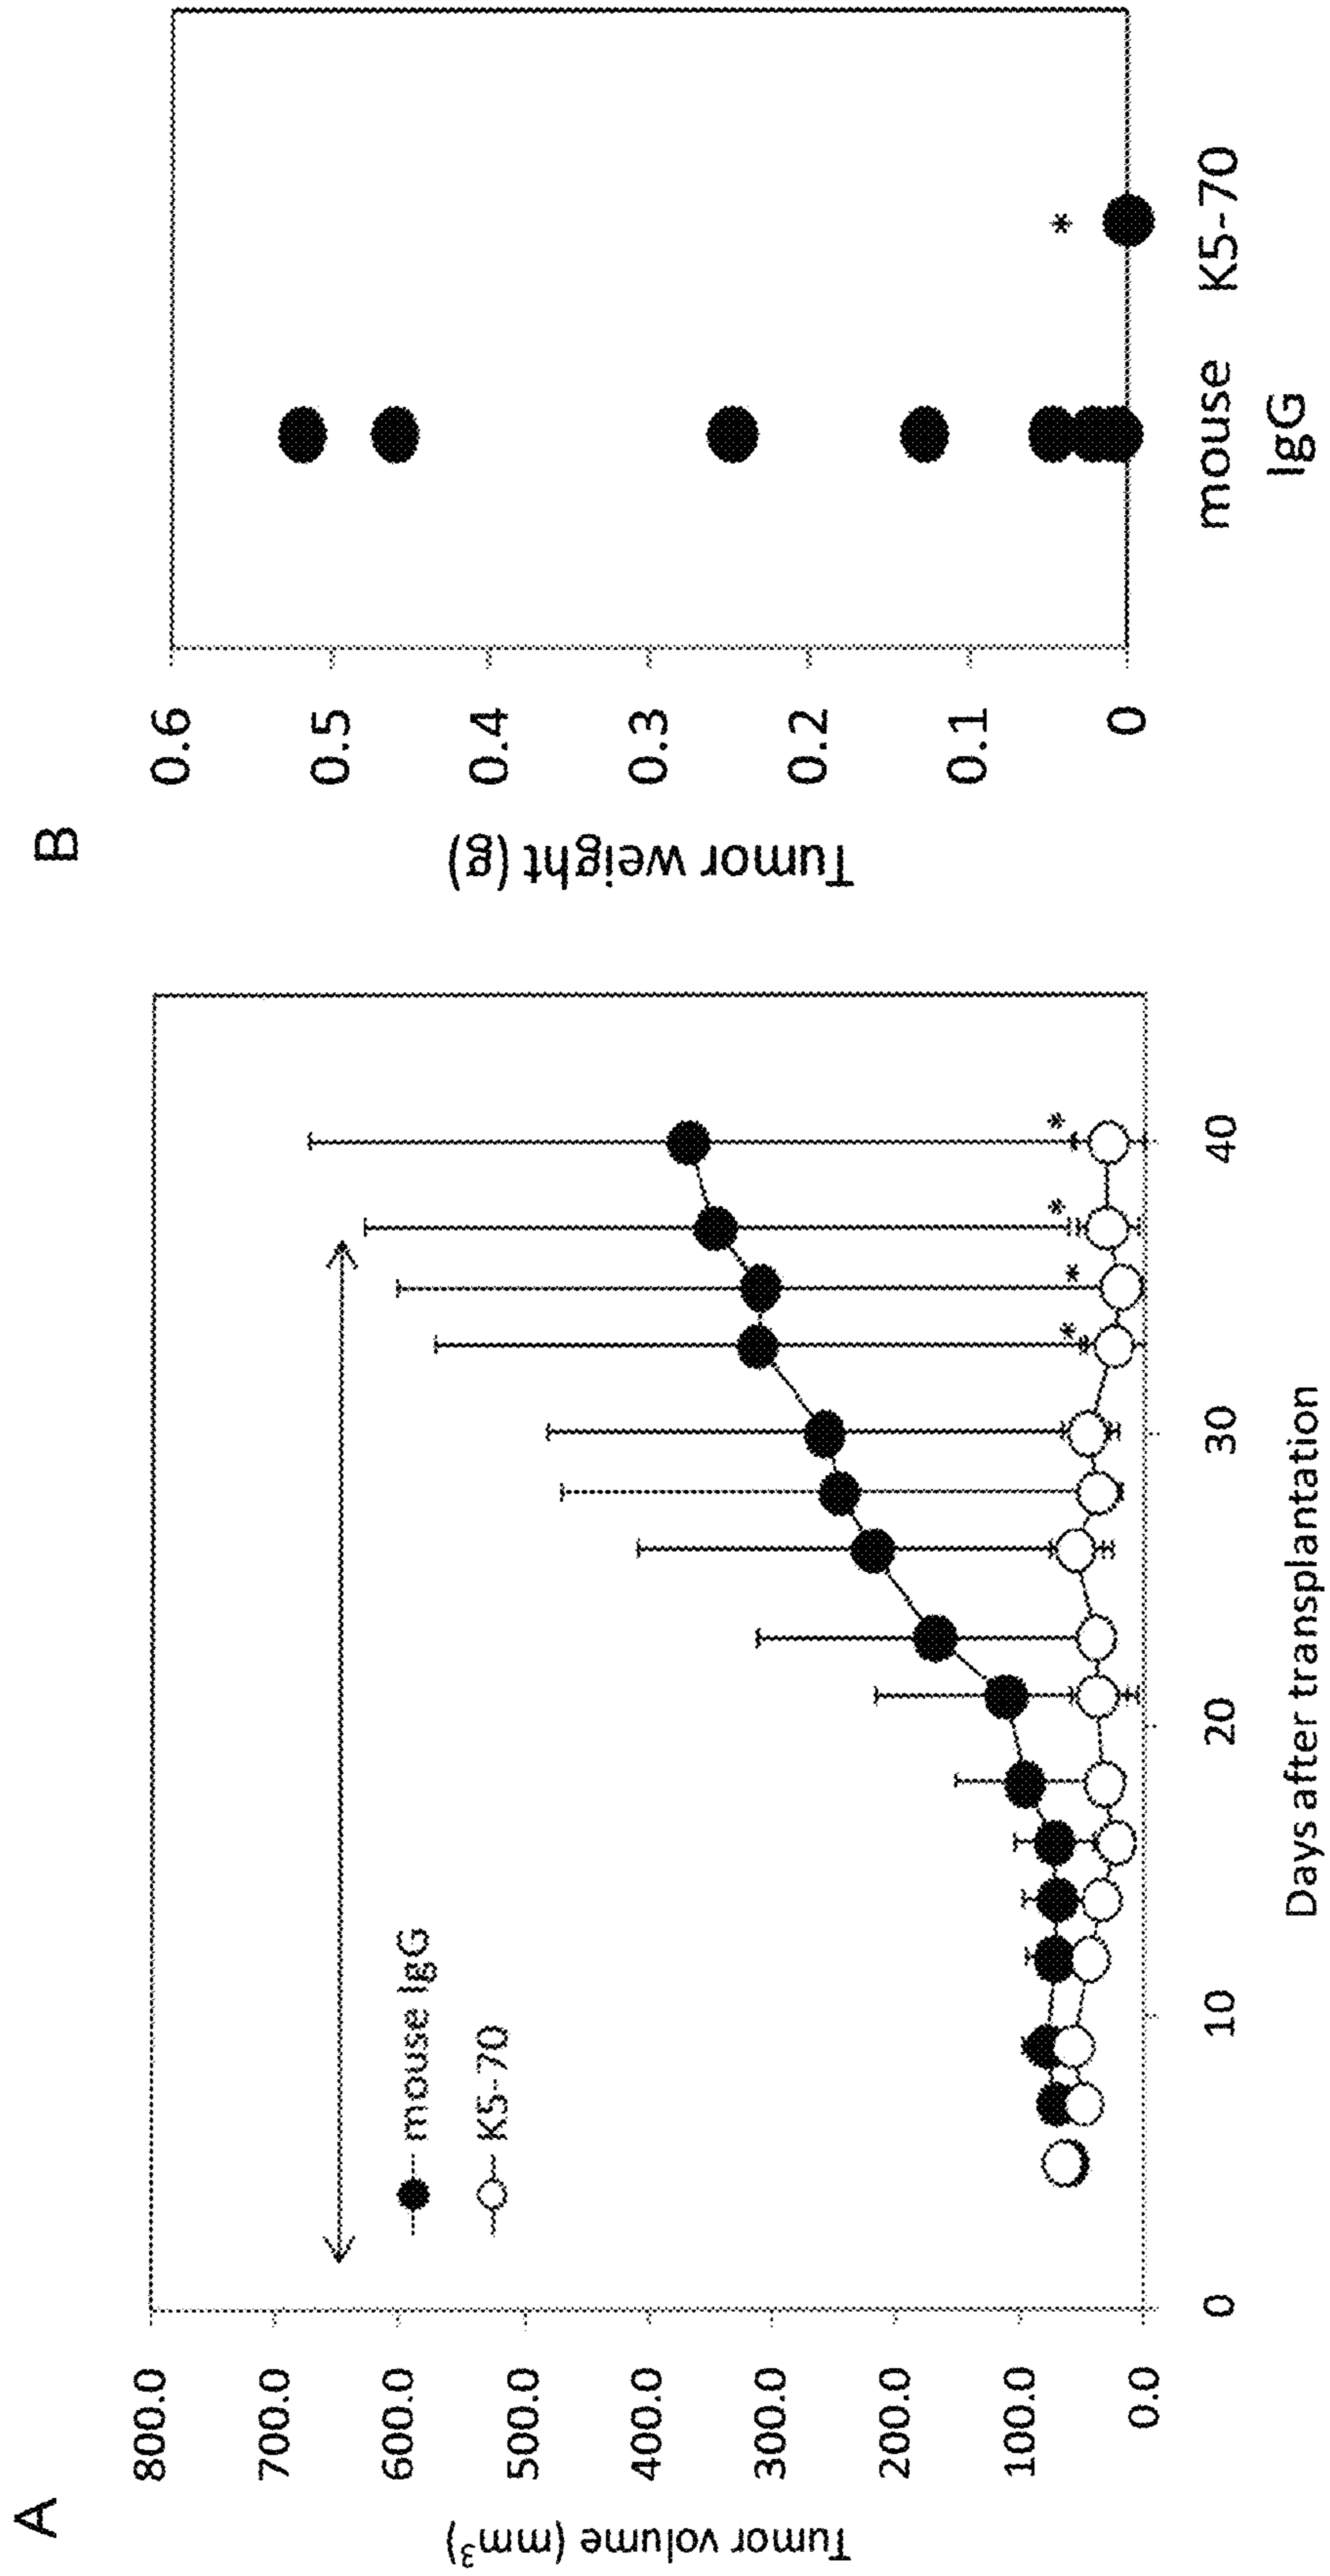 A
Tumor volume (mm³)
800.0
700.0
600.0
500.0
400.0
300.0
200.0
100.0
0.0
mouse IgG
K5-70
*
*
*
*
0
10
20
30
40
Days after transplantation
B
Tumor weight (g)
0.6
0.5
0.4
0.3
0.2
0.1
0
*
mouse
IgG
K5-70